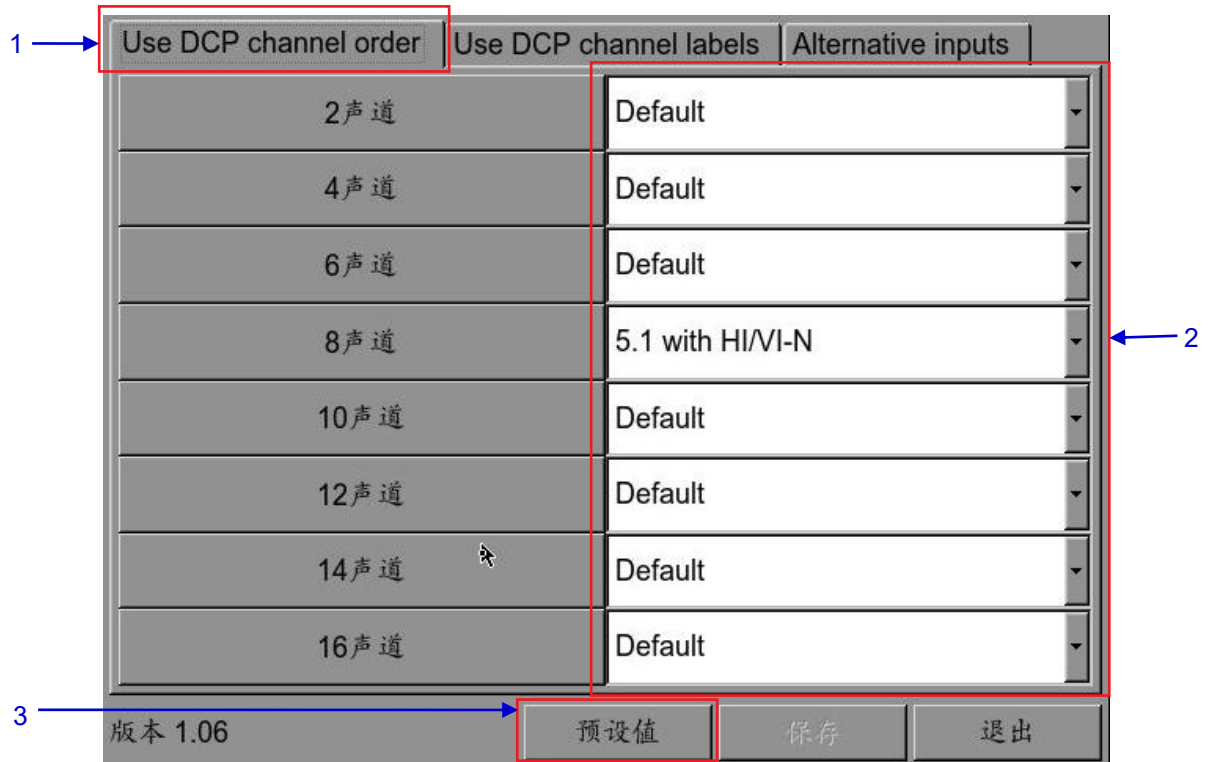 1 Use DCP channel order Use DCP channel labels Alternative inputs
2声道 Default
4声道 Default
6声道 Default
8声道 5.1 with HI/VI-N 2
10声道 Default
12声道 Default
14声道 Default
16声道 Default
3 版本 1.06 预设值 保存 退出